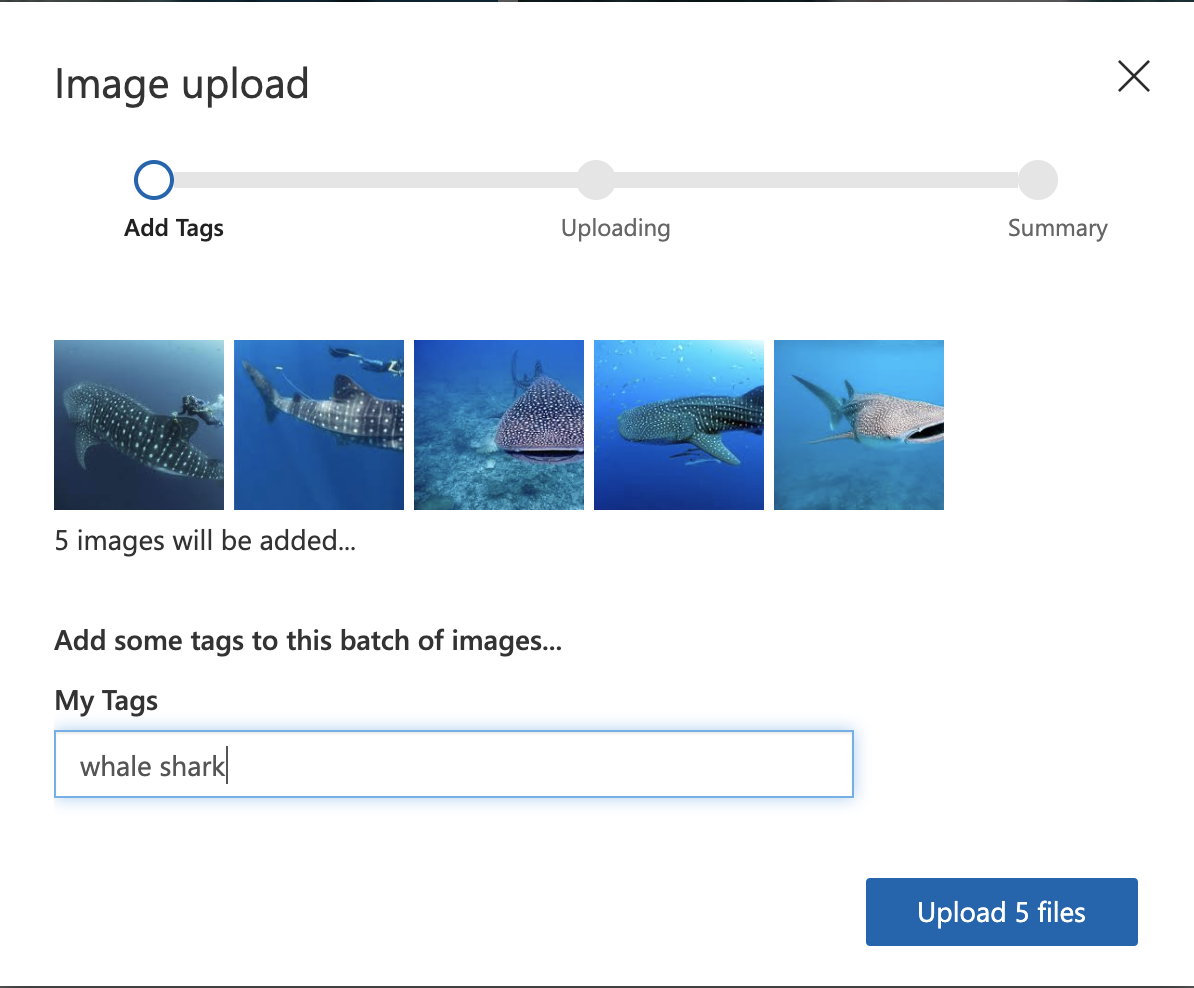 Image upload
Add Tags
Uploading
Summary
5 images will be added...
Add some tags to this batch of images...
My Tags
whale shark
Upload 5 files